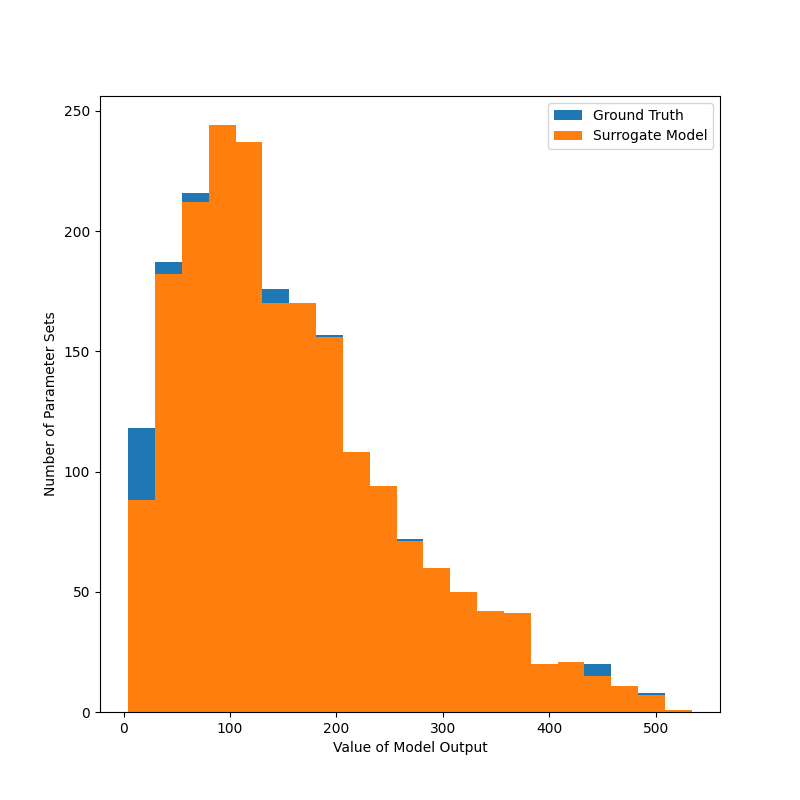 Ground Truth
Surrogate Model
Number of Parameter Sets
250
200
150
100
50
0
0 100 200 300 400 500
Value of Model Output